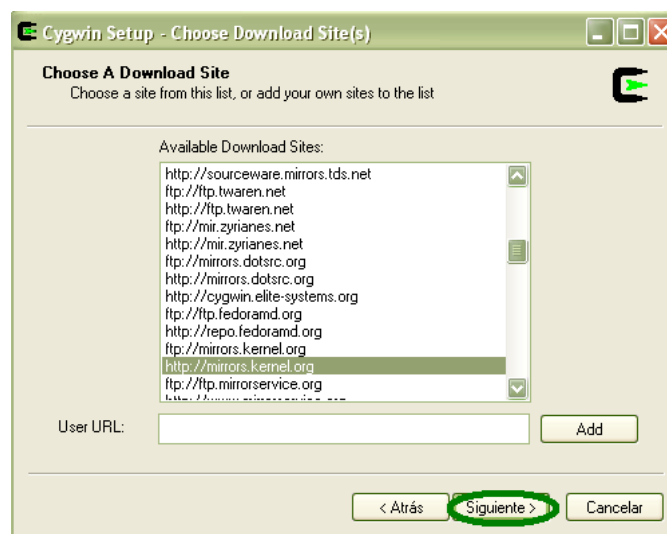 Cygwin Setup - Choose Download Site(s)
Choose A Download Site
Choose a site from this list, or add your own sites to the list
Available Download Sites:
http://sourceware.mirrors.tds.net
ftp://ftp.twaren.net
http://ftp.twaren.net
ftp://mir.zyrianes.net
http://mir.zyrianes.net
ftp://mirrors.dotsrc.org
http://mirrors.dotsrc.org
http://cygwin.elite-systems.org
ftp://ftp.fedoramd.org
http://repo.fedoramd.org
ftp://mirrors.kernel.org
http://mirrors.kernel.org
ftp://ftp.mirrorservice.org
User URL:
Add
< Atrás
Siguiente >
Cancelar